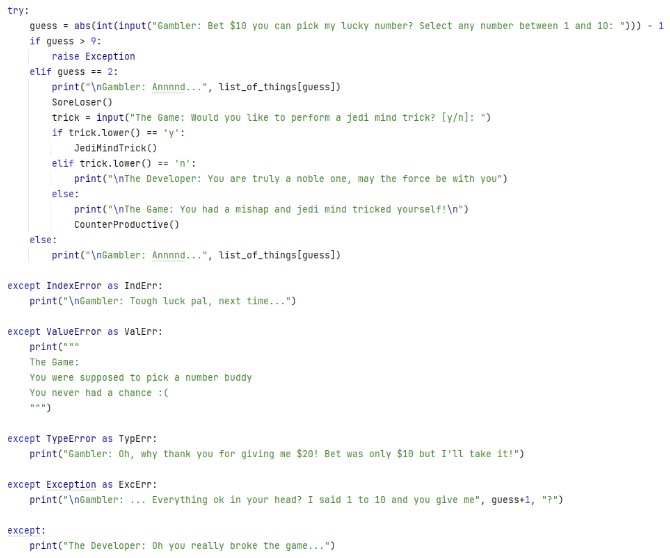 try:
    guess = abs(int(input("Gambler: Bet $10 you can pick my lucky number? Select any number between 1 and 10: "))) - 1
    if guess > 9:
        raise Exception
    elif guess == 2:
        print("\nGambler: Annnnd...", list_of_things[guess])
        SoreLoser()
        trick = input("The Game: Would you like to perform a jedi mind trick? [y/n]: ")
        if trick.lower() == 'y':
            JediMindTrick()
        elif trick.lower() == 'n':
            print("\nThe Developer: You are truly a noble one, may the force be with you")
        else:
            print("\nThe Game: You had a mishap and jedi mind tricked yourself!\n")
            CounterProductive()
    else:
        print("\nGambler: Annnnd...", list_of_things[guess])

except IndexError as IndErr:
    print("\nGambler: Tough luck pal, next time...")

except ValueError as ValErr:
    print("""
    The Game:
    You were supposed to pick a number buddy
    You never had a chance :(
    """)

except TypeError as TypErr:
    print("Gambler: Oh, why thank you for giving me $20! Bet was only $10 but I'll take it!")

except Exception as ExcErr:
    print("\nGambler: ... Everything ok in your head? I said 1 to 10 and you give me", guess+1, "?")

except:
    print("The Developer: Oh you really broke the game...")